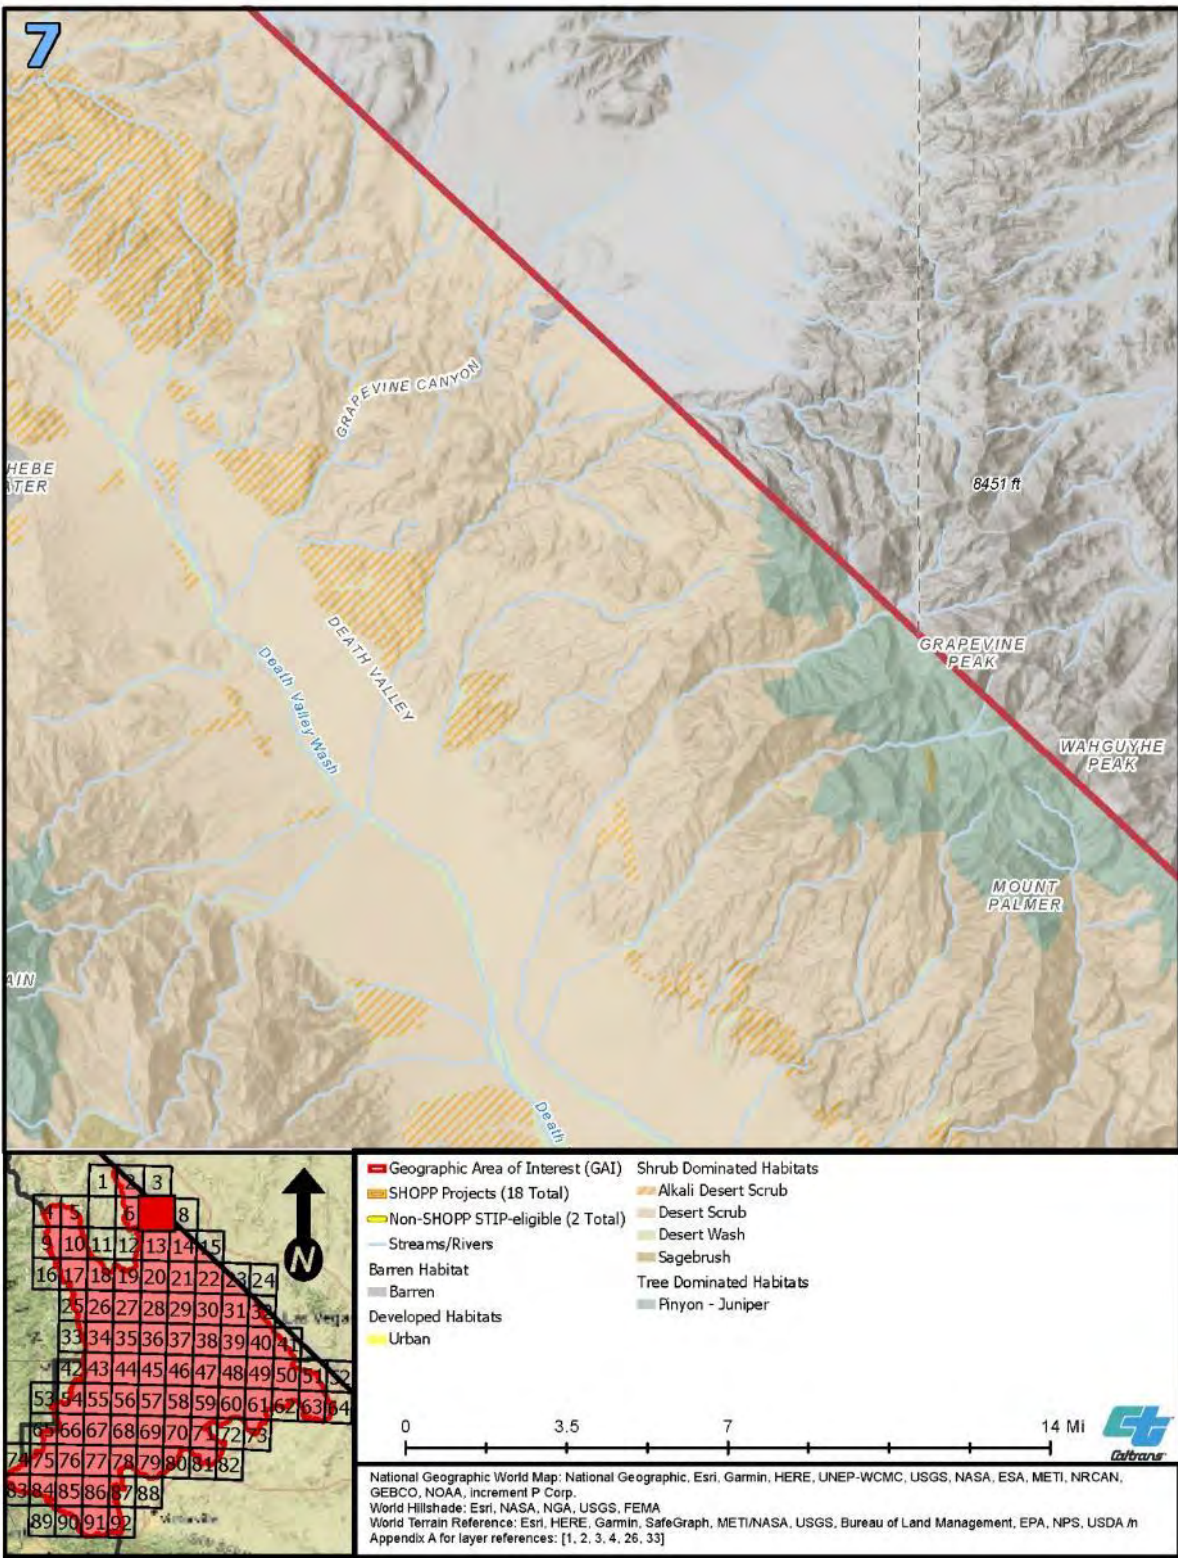 7
GRAPEVINE CANYON
HEBE
ATER
8451 ft
DEATH VALLEY
Death Valley Wash
GRAPEVINE
PEAK
WAHGUYHE
PEAK
MOUNT
PALMER
AIN
Death
1 2 3
4 5 6 8
9 10 11 12 13 14 15
16 17 18 19 20 21 22 23 24
25 26 27 28 29 30 31 32
Las Vega
33 34 35 36 37 38 39 40 41
42 43 44 45 46 47 48 49 50 51 52
53 54 55 56 57 58 59 60 61 62 63 64
65 66 67 68 69 70 71 72 73
74 75 76 77 78 79 80 81 82
83 84 85 86 87 88
89 90 91 92
Victorville
N
Geographic Area of Interest (GAI)
SHOPP Projects (18 Total)
Non-SHOPP STIP-eligible (2 Total)
Streams/Rivers
Barren Habitat
Barren
Developed Habitats
Urban
Shrub Dominated Habitats
Alkali Desert Scrub
Desert Scrub
Desert Wash
Sagebrush
Tree Dominated Habitats
Pinyon - Juniper
0 3.5 7 14 Mi
Caltrans
National Geographic World Map: National Geographic, Esri, Garmin, HERE, UNEP-WCMC, USGS, NASA, ESA, METI, NRCAN,
GEBCO, NOAA, increment P Corp.
World Hillshade: Esri, NASA, NGA, USGS, FEMA
World Terrain Reference: Esri, HERE, Garmin, SafeGraph, METI/NASA, USGS, Bureau of Land Management, EPA, NPS, USDA /n
Appendix A for layer references: [1, 2, 3, 4, 26, 33]